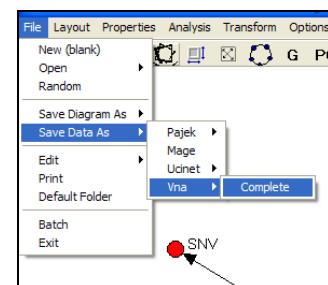 File Layout Properties Analysis Transform Options
G
New (blank)
Open
Random
Save Diagram As
Save Data As
Pajek
Mage
Edit
Ucinet
Print
Vna Complete
Default Folder
Batch
Exit
SNV